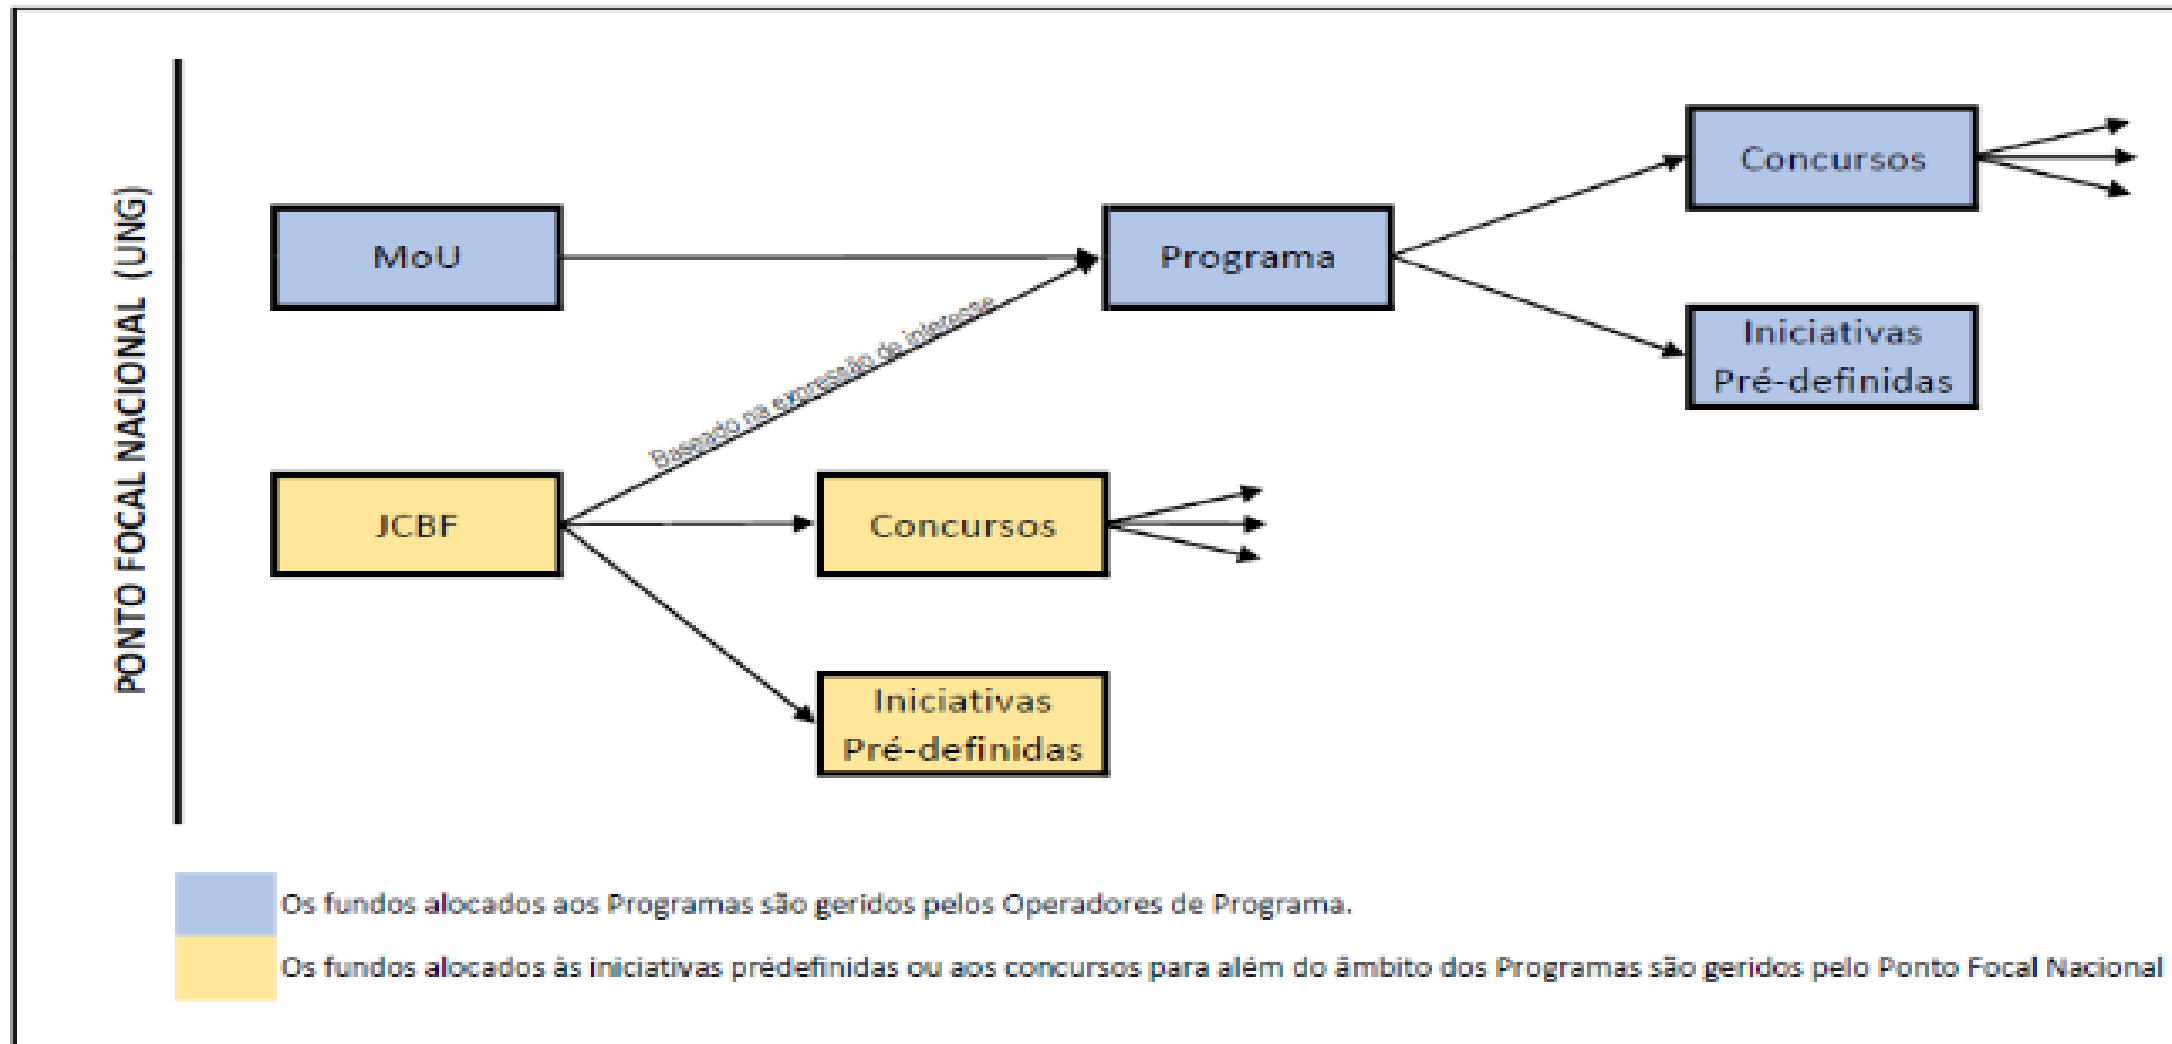 PONTO FOCAL NACIONAL (UNG)
MoU
Programa
Concursos
Iniciativas
Pré-definidas
Baseado na expressão de interesse
JCBF
Concursos
Iniciativas
Pré-definidas
Os fundos alocados aos Programas são geridos pelos Operadores de Programa.
Os fundos alocados às iniciativas prédefinidas ou aos concursos para além do âmbito dos Programas são geridos pelo Ponto Focal Nacional